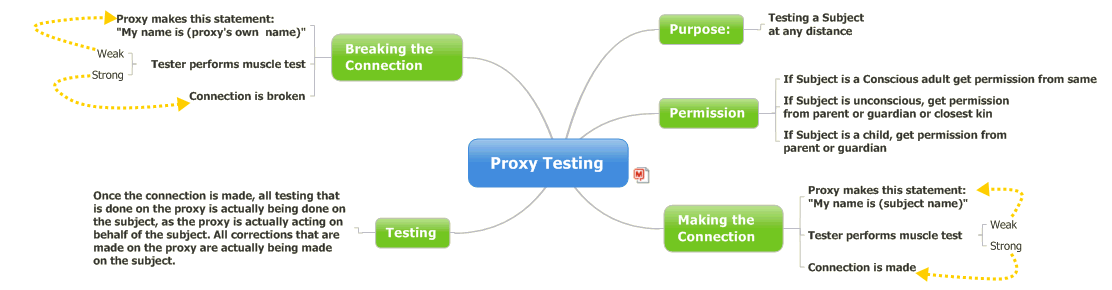 Proxy Testing
Purpose:
Testing a Subject
at any distance
Permission
If Subject is a Conscious adult get permission from same
If Subject is unconscious, get permission
from parent or guardian or closest kin
If Subject is a child, get permission from
parent or guardian
Making the
Connection
Proxy makes this statement:
"My name is (subject name)"
Tester performs muscle test
Weak
Strong
Connection is made
Testing
Once the connection is made, all testing that
is done on the proxy is actually being done on
the subject, as the proxy is actually acting on
behalf of the subject. All corrections that are
made on the proxy are actually being made
on the subject.
Breaking the
Connection
Proxy makes this statement:
"My name is (proxy's own name)"
Tester performs muscle test
Weak
Strong
Connection is broken
M